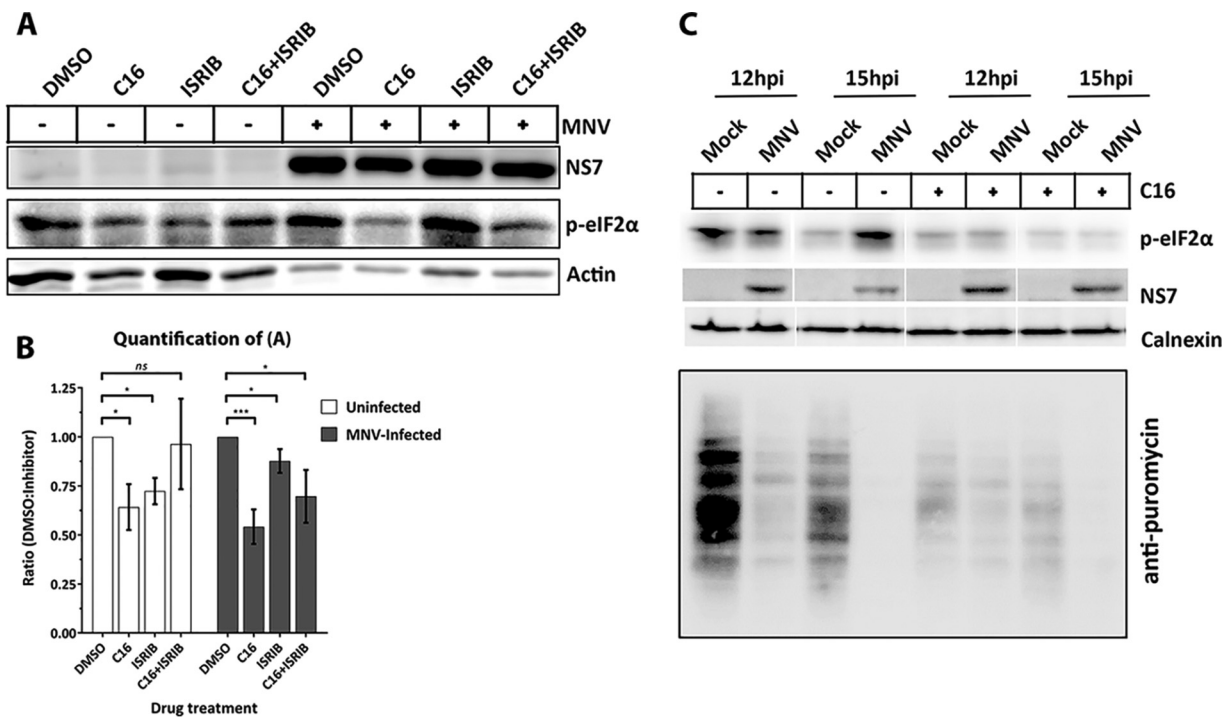 A
DMSO
C16
ISRIB
C16+ISRIB
DMSO
C16
ISRIB
C16+ISRIB
- - - - + + + + MNV
NS7
p-eIF2α
Actin
B
Quantification of (A)
Ratio (DMSO:Inhibitor)
1.25
1.00
0.75
0.50
0.25
0.00
ns
*
*
*
*
***
Uninfected
MNV-Infected
DMSO
C16
ISRIB
C16+ISRIB
DMSO
C16
ISRIB
C16+ISRIB
Drug treatment
C
12hpi 15hpi 12hpi 15hpi
Mock MNV Mock MNV Mock MNV Mock MNV
- - - - + + + + C16
p-eIF2α
NS7
Calnexin
anti-puromycin